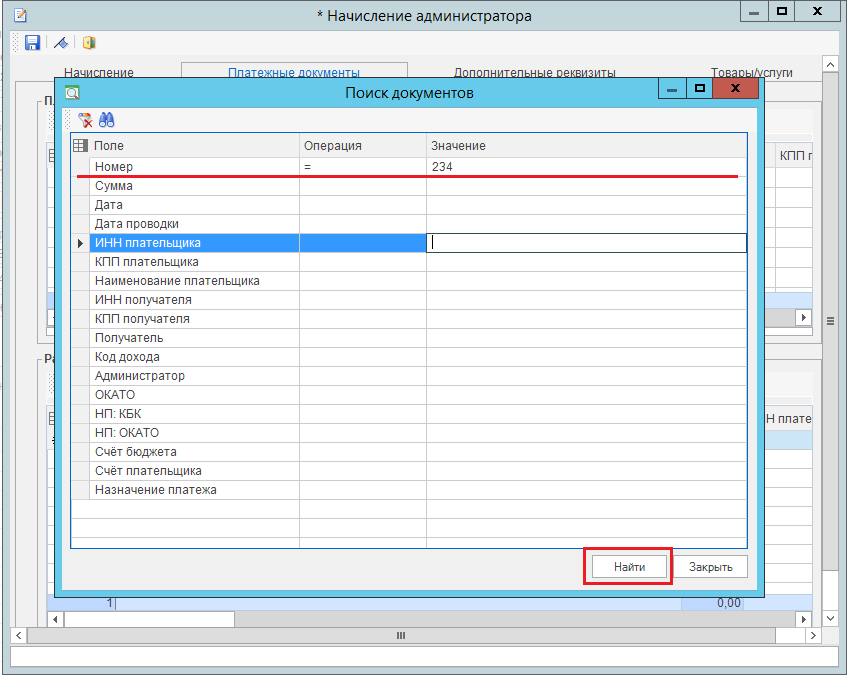 * Начисление администратора
Начисление Платежные документы Дополнительные реквизиты Товары/услуги
Поиск документов
КПП
Поле Операция Значение
Номер = 234
Сумма
Дата
Дата проводки
ИНН плательщика
КПП плательщика
Наименование плательщика
ИНН получателя
КПП получателя
Получатель
Код дохода
Администратор
ОКАТО
НП: КБК
НП: ОКАТО
Счёт бюджета
Счёт плательщика
Назначение платежа
Найти Закрыть
1 0,00